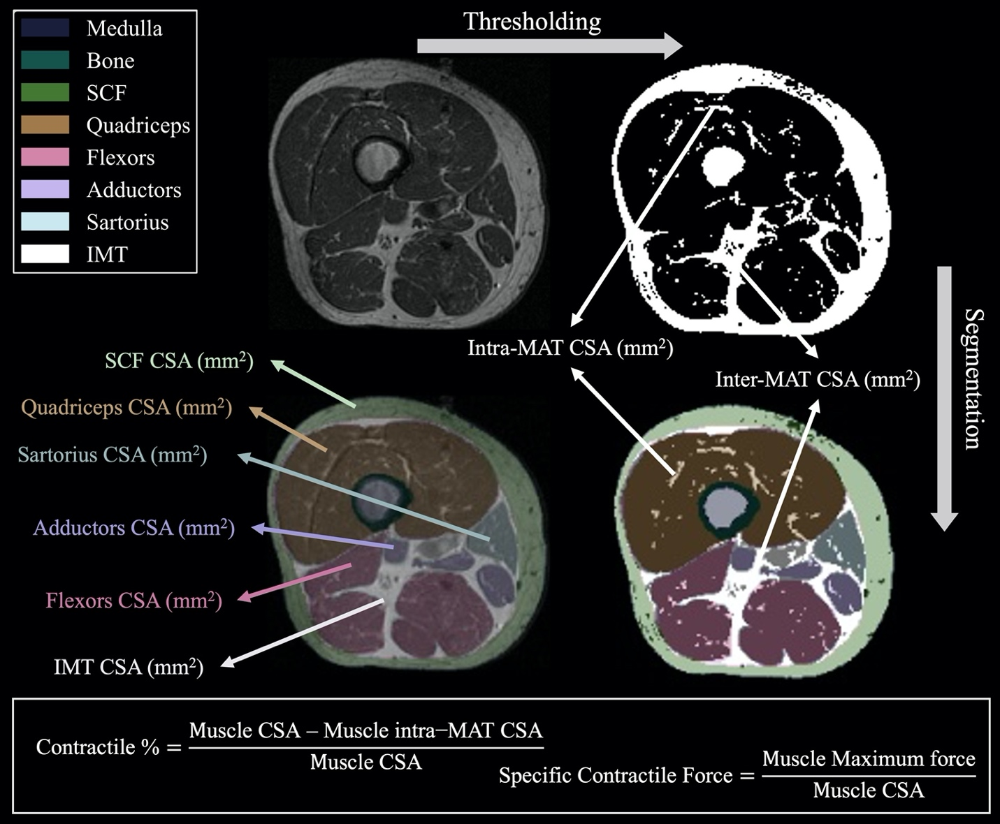 Thresholding
Medulla
Bone
SCF
Quadriceps
Flexors
Adductors
Sartorius
IMT
Segmentation
Intra-MAT CSA (mm²)
Inter-MAT CSA (mm²)
SCF CSA (mm²)
Quadriceps CSA (mm²)
Sartorius CSA (mm²)
Adductors CSA (mm²)
Flexors CSA (mm²)
IMT CSA (mm²)
Contractile % = 
Muscle CSA – Muscle intra−MAT CSA
Muscle CSA
Specific Contractile Force =
Muscle Maximum force
Muscle CSA